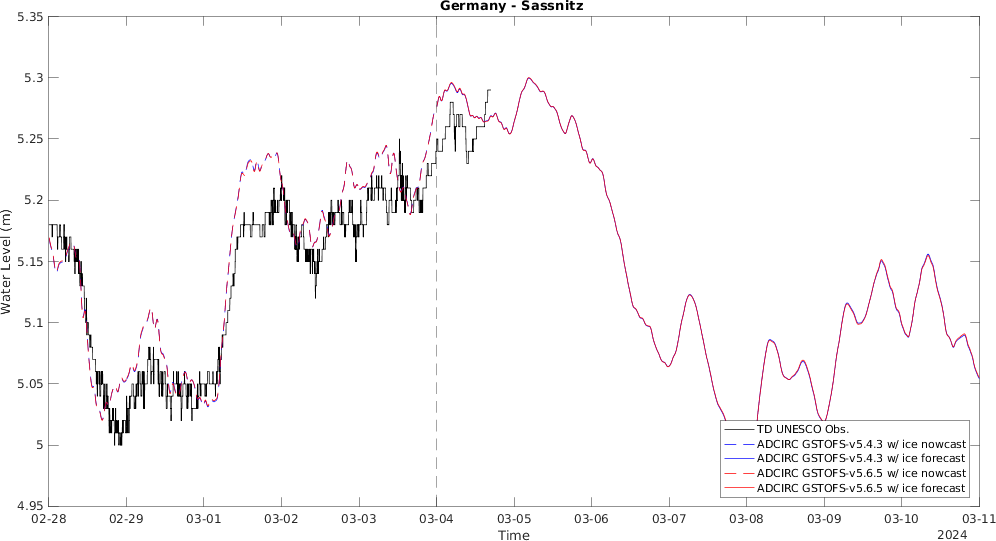 Germany - Sassnitz
5.35
5.3
5.25
5.2
5.15
5.1
5.05
5
4.95
Water Level (m)
02-28 02-29 03-01 03-02 03-03 03-04 03-05 03-06 03-07 03-08 03-09 03-10 03-11
Time
2024
TD UNESCO Obs.
ADCIRC GSTOFS-v5.4.3 w/ ice nowcast
ADCIRC GSTOFS-v5.4.3 w/ ice forecast
ADCIRC GSTOFS-v5.6.5 w/ ice nowcast
ADCIRC GSTOFS-v5.6.5 w/ ice forecast